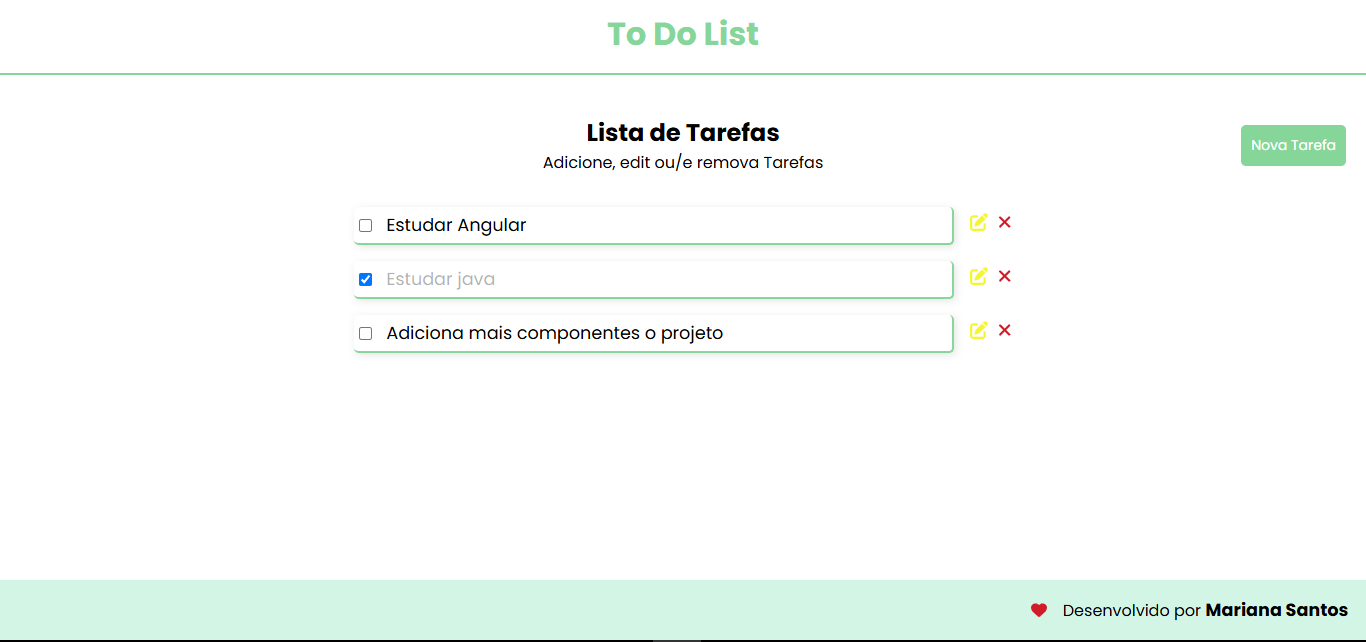 To Do List
Lista de Tarefas
Adicione, edit ou/e remova Tarefas
Nova Tarefa
Estudar Angular
Estudar java
Adiciona mais componentes o projeto
Desenvolvido por Mariana Santos